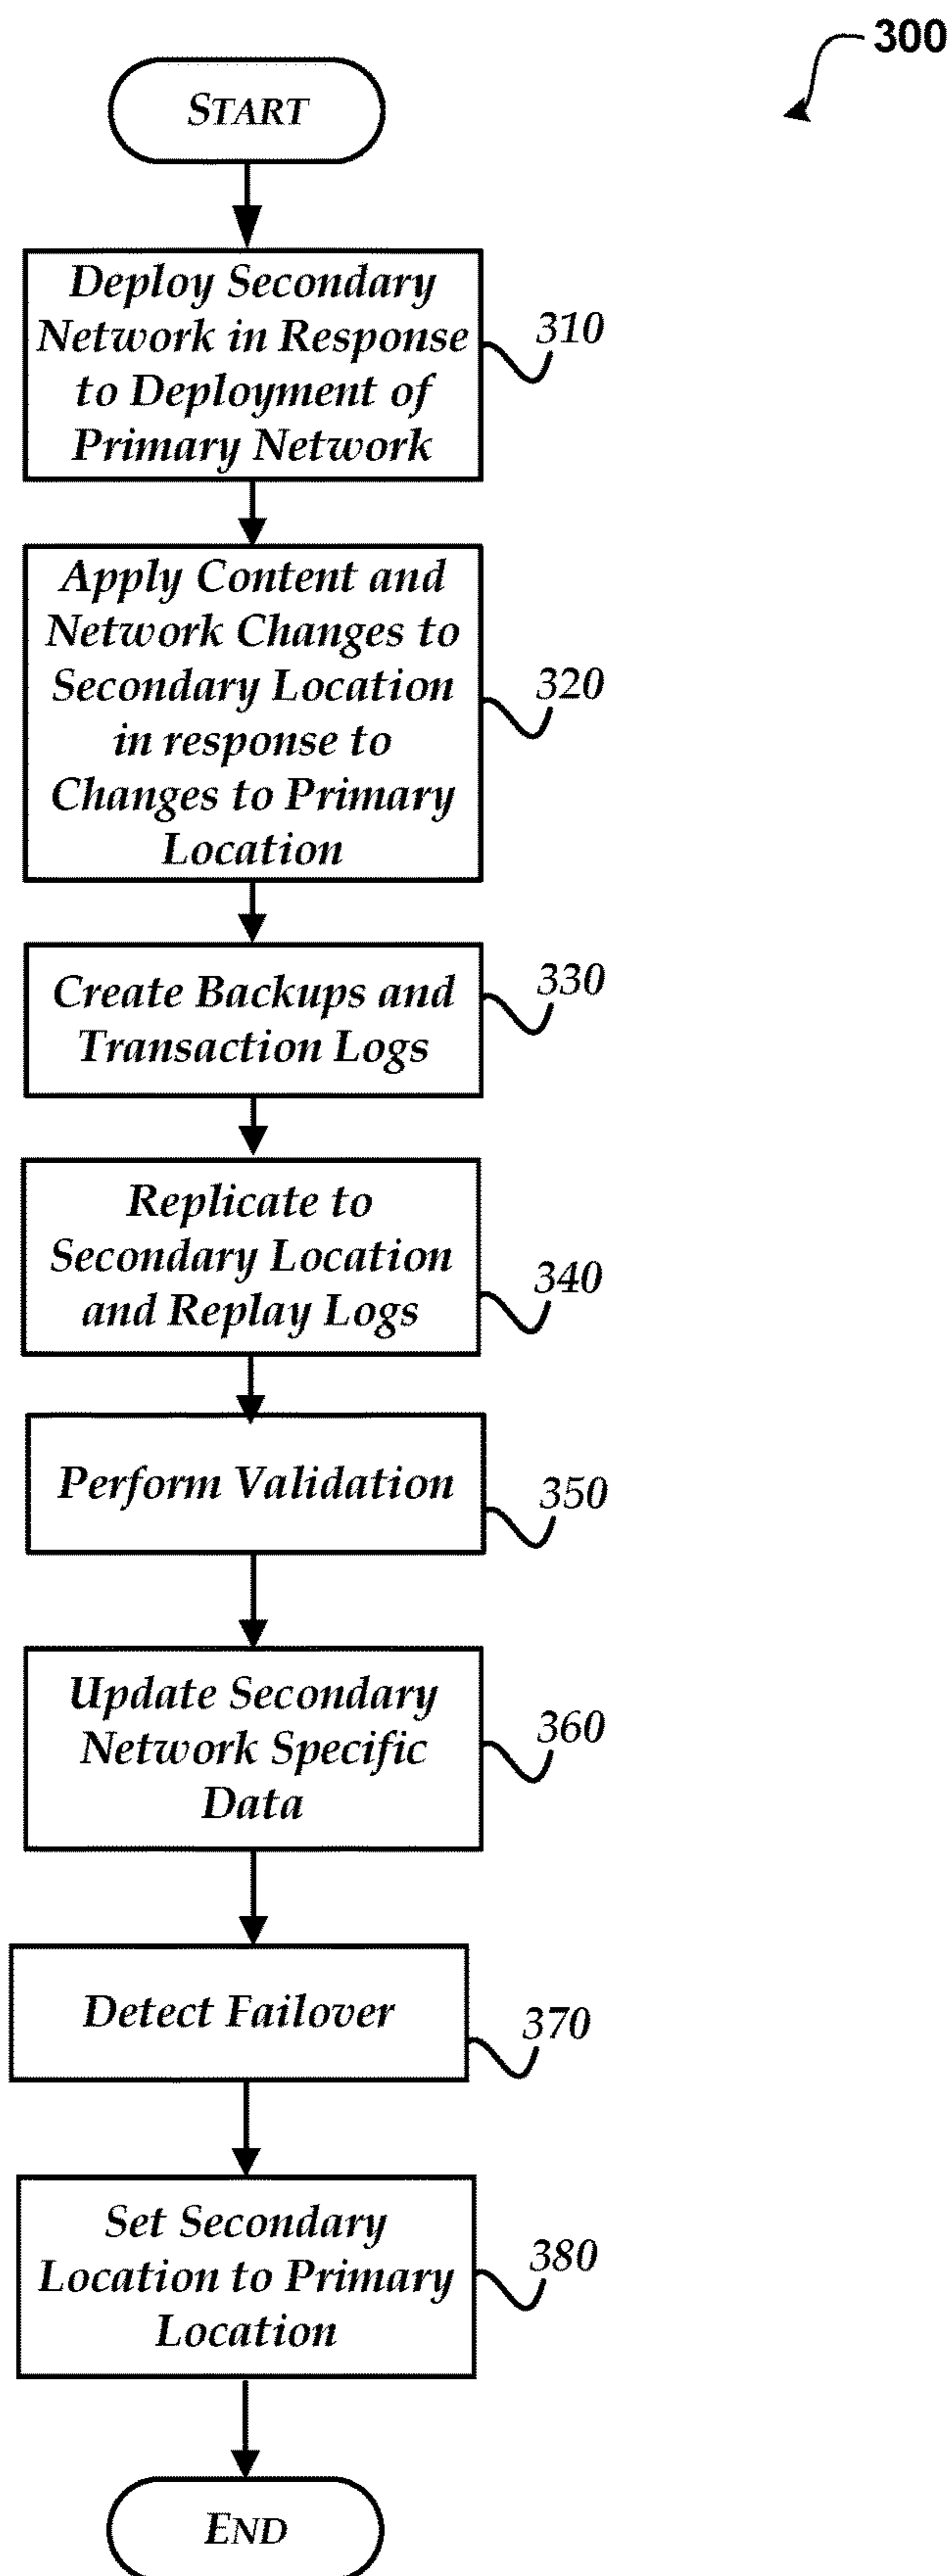 300
START
Deploy Secondary
Network in Response
to Deployment of
Primary Network
310
Apply Content and
Network Changes to
Secondary Location
in response to
Changes to Primary
Location
320
Create Backups and
Transaction Logs
330
Replicate to
Secondary Location
and Replay Logs
340
Perform Validation
350
Update Secondary
Network Specific
Data
360
Detect Failover
370
Set Secondary
Location to Primary
Location
380
END